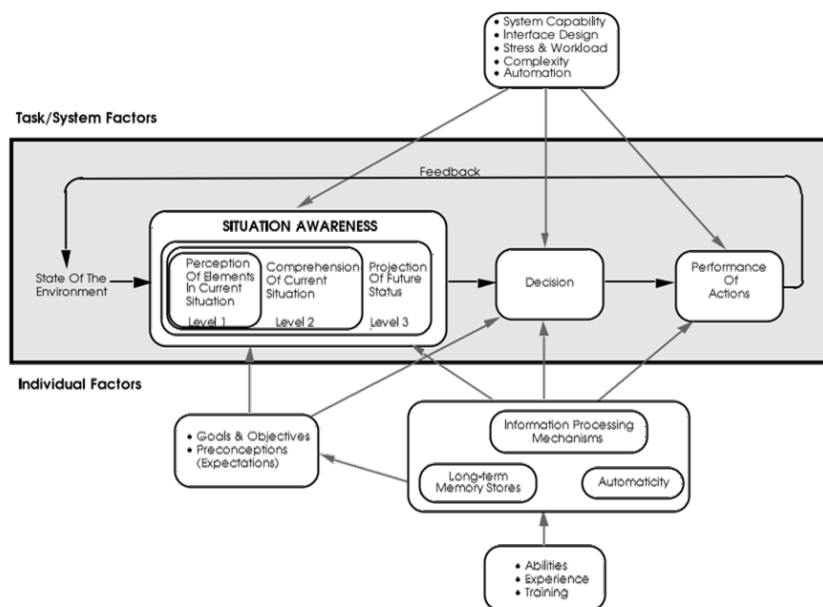 • System Capability
• Interface Design
• Stress & Workload
• Complexity
• Automation
Task/System Factors
Feedback
SITUATION AWARENESS
State Of The
Environment
Perception
Of Elements
In Current
Situation
Level 1
Comprehension
Of Current
Situation
Level 2
Projection
Of Future
Status
Level 3
Decision
Performance
Of
Actions
Individual Factors
• Goals & Objectives
• Preconceptions
(Expectations)
Information Processing
Mechanisms
Long-term
Memory Stores
Automaticity
• Abilities
• Experience
• Training